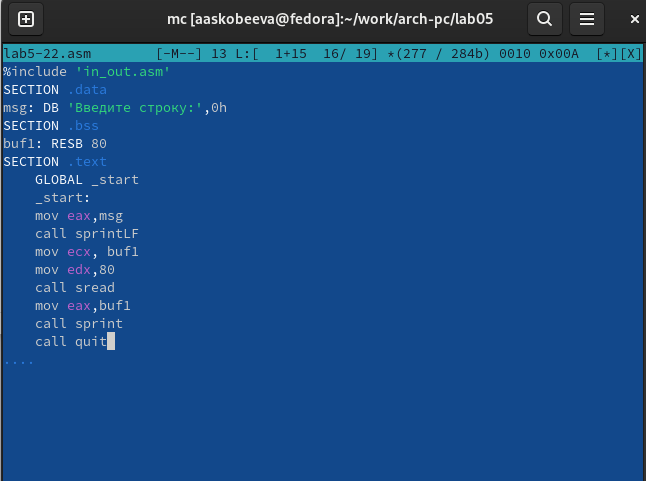 mc [aaskobeeva@fedora]:~/work/arch-pc/lab05
lab5-22.asm [-M--] 13 L:[ 1+15 16/ 19] *(277 / 284b) 0010 0x00A [*][X]
%include 'in_out.asm'
SECTION .data
msg: DB 'Введите строку:',0h
SECTION .bss
buf1: RESB 80
SECTION .text
GLOBAL _start
_start:
mov eax,msg
call sprintLF
mov ecx, buf1
mov edx,80
call sread
mov eax,buf1
call sprint
call quit
....